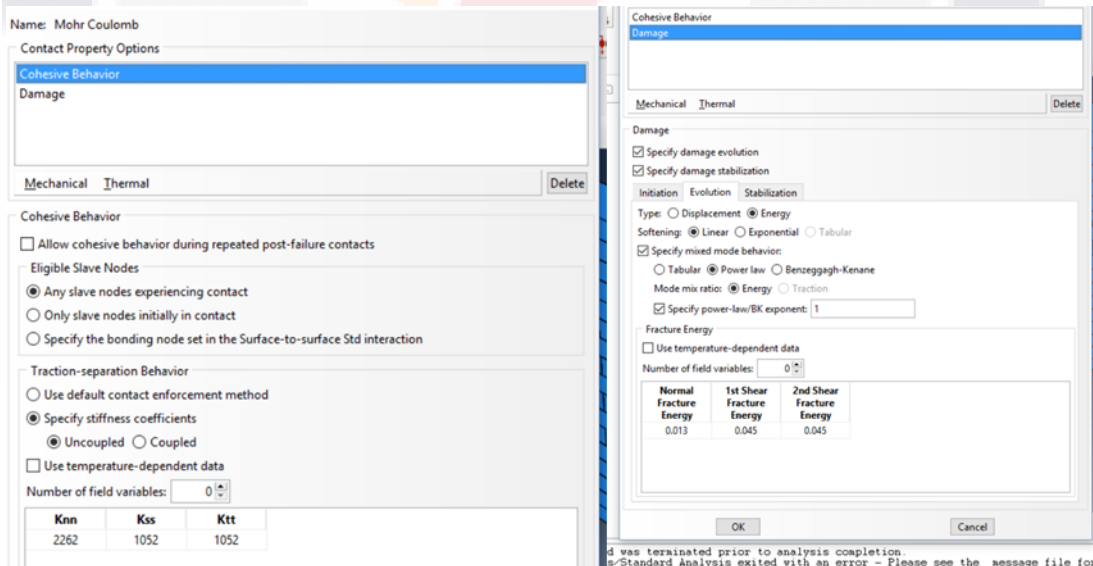 Name: Mohr Coulomb
Contact Property Options
Cohesive Behavior
Damage
Mechanical Thermal
Delete
Cohesive Behavior
Allow cohesive behavior during repeated post-failure contacts
Eligible Slave Nodes
Any slave nodes experiencing contact
Only slave nodes initially in contact
Specify the bonding node set in the Surface-to-surface Std interaction
Traction-separation Behavior
Use default contact enforcement method
Specify stiffness coefficients
Uncoupled Coupled
Use temperature-dependent data
Number of field variables: 0
Knn Kss Ktt
2262 1052 1052
Cohesive Behavior
Damage
Mechanical Thermal
Delete
Damage
Specify damage evolution
Specify damage stabilization
Initiation Evolution Stabilization
Type: Displacement Energy
Softening: Linear Exponential Tabular
Specify mixed mode behavior:
Tabular Power law Benzeggagh-Kenane
Mode mix ratio: Energy Traction
Specify power-law/BK exponent: 1
Fracture Energy
Use temperature-dependent data
Number of field variables: 0
Normal Fracture Energy 1st Shear Fracture Energy 2nd Shear Fracture Energy
0.013 0.045 0.045
OK Cancel
d was terminated prior to analysis completion.
s/Standard Analysis exited with an error - Please see the message file for